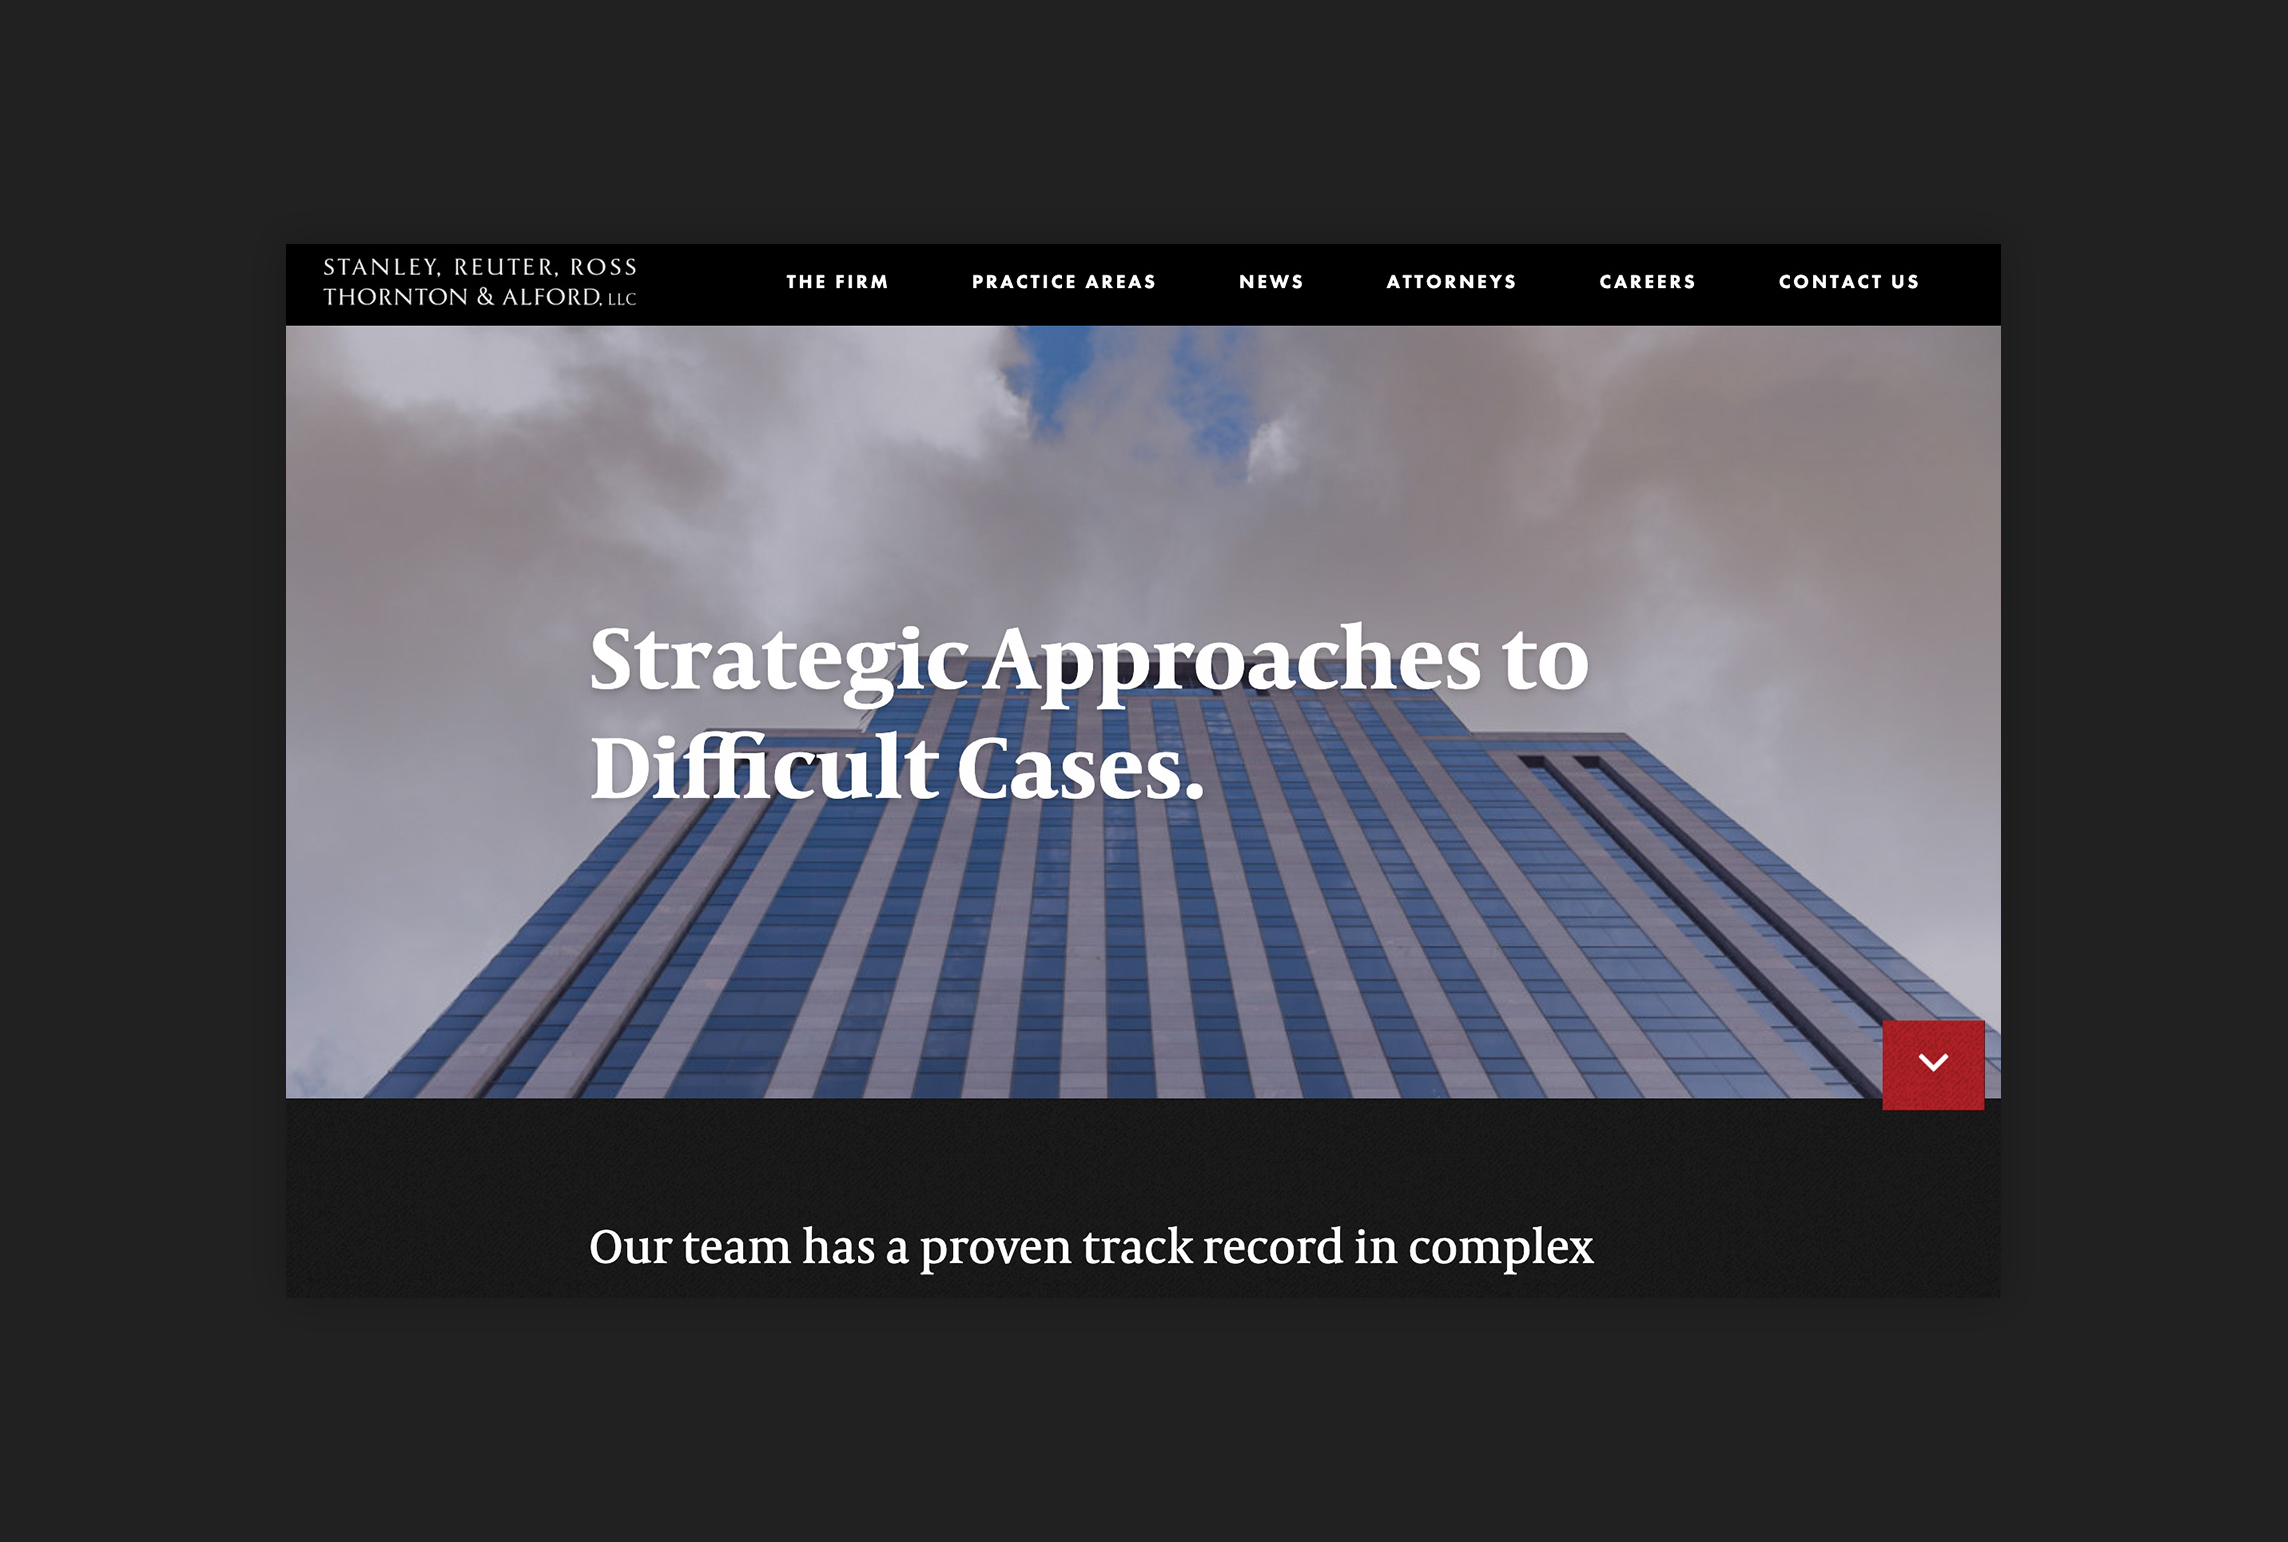 STANLEY, REUTER, ROSS
THORNTON & ALFORD, LLC
THE FIRM PRACTICE AREAS NEWS ATTORNEYS CAREERS CONTACT US
Strategic Approaches to
Difficult Cases.
Our team has a proven track record in complex